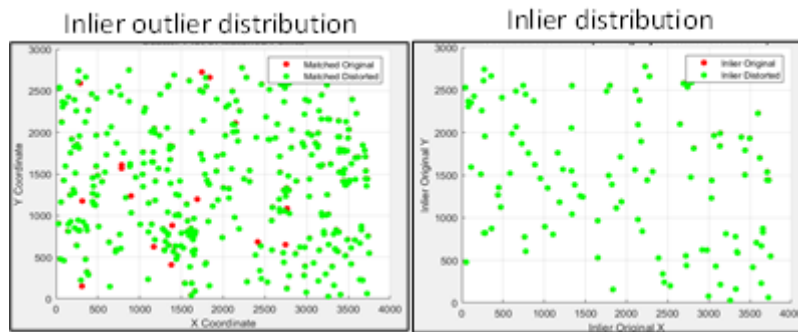 Inlier outlier distribution
Matched Original
Matched Distorted
3000
2500
2000
1500
1000
500
0
Y Coordinate
0 500 1000 1500 2000 2500 3000 3500 4000
X Coordinate
Inlier distribution
Inlier Original
Inlier Distorted
3000
2500
2000
1500
1000
500
0
Inlier Original Y
0 500 1000 1500 2000 2500 3000 3500 4000
Inlier Original X